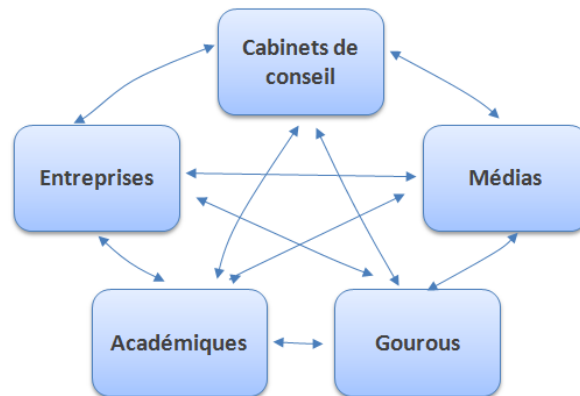 Cabinets de
conseil
Entreprises
Médias
Académiques
Gourous